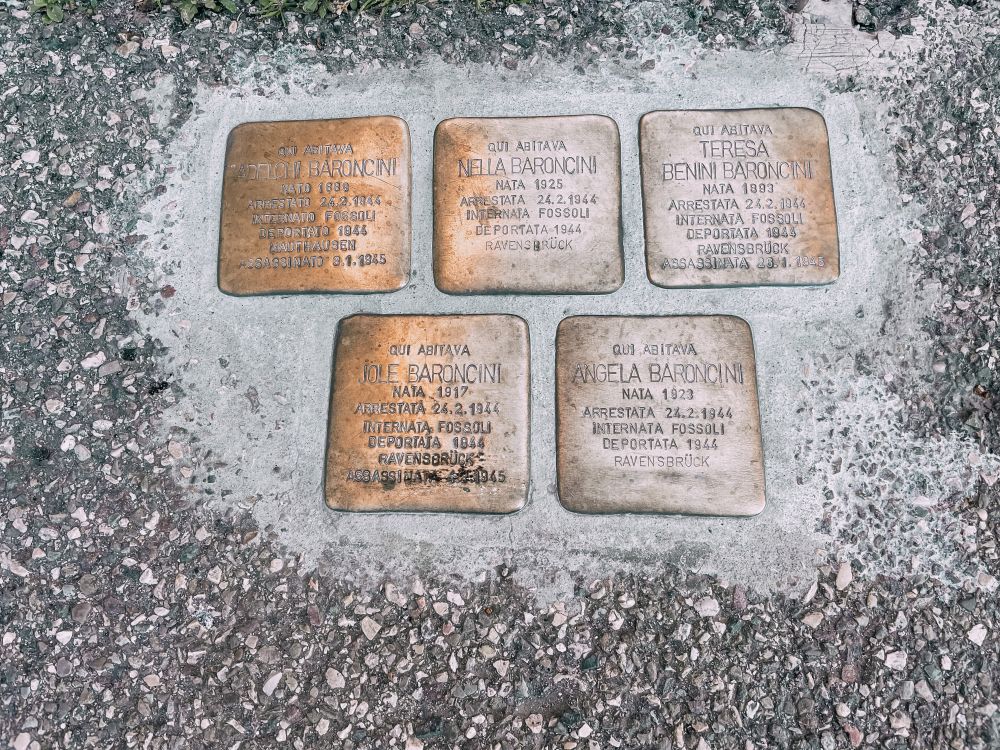 QUI ABITAVA
ADELCHI BARONCINI
NATO 1889
ARRESTATO 24.2.1944
INTERNATO FOSSOLI
DEPORTATO 1944
MAUTHAUSEN
ASSASSINATO 9.1.1945
QUI ABITAVA
NELLA BARONCINI
NATA 1925
ARRESTATA 24.2.1944
INTERNATA FOSSOLI
DEPORTATA 1944
RAVENSBRÜCK
QUI ABITAVA
TERESA
BENINI BARONCINI
NATA 1893
ARRESTATA 24.2.1944
INTERNATA FOSSOLI
DEPORTATA 1944
RAVENSBRÜCK
ASSASSINATA 28.1.1945
QUI ABITAVA
JOLE BARONCINI
NATA 1917
ARRESTATA 24.2.1944
INTERNATA FOSSOLI
DEPORTATA 1944
RAVENSBRÜCK
ASSASSINATA
QUI ABITAVA
ANGELA BARONCINI
NATA 1923
ARRESTATA 24.2.1944
INTERNATA FOSSOLI
DEPORTATA 1944
RAVENSBRÜCK